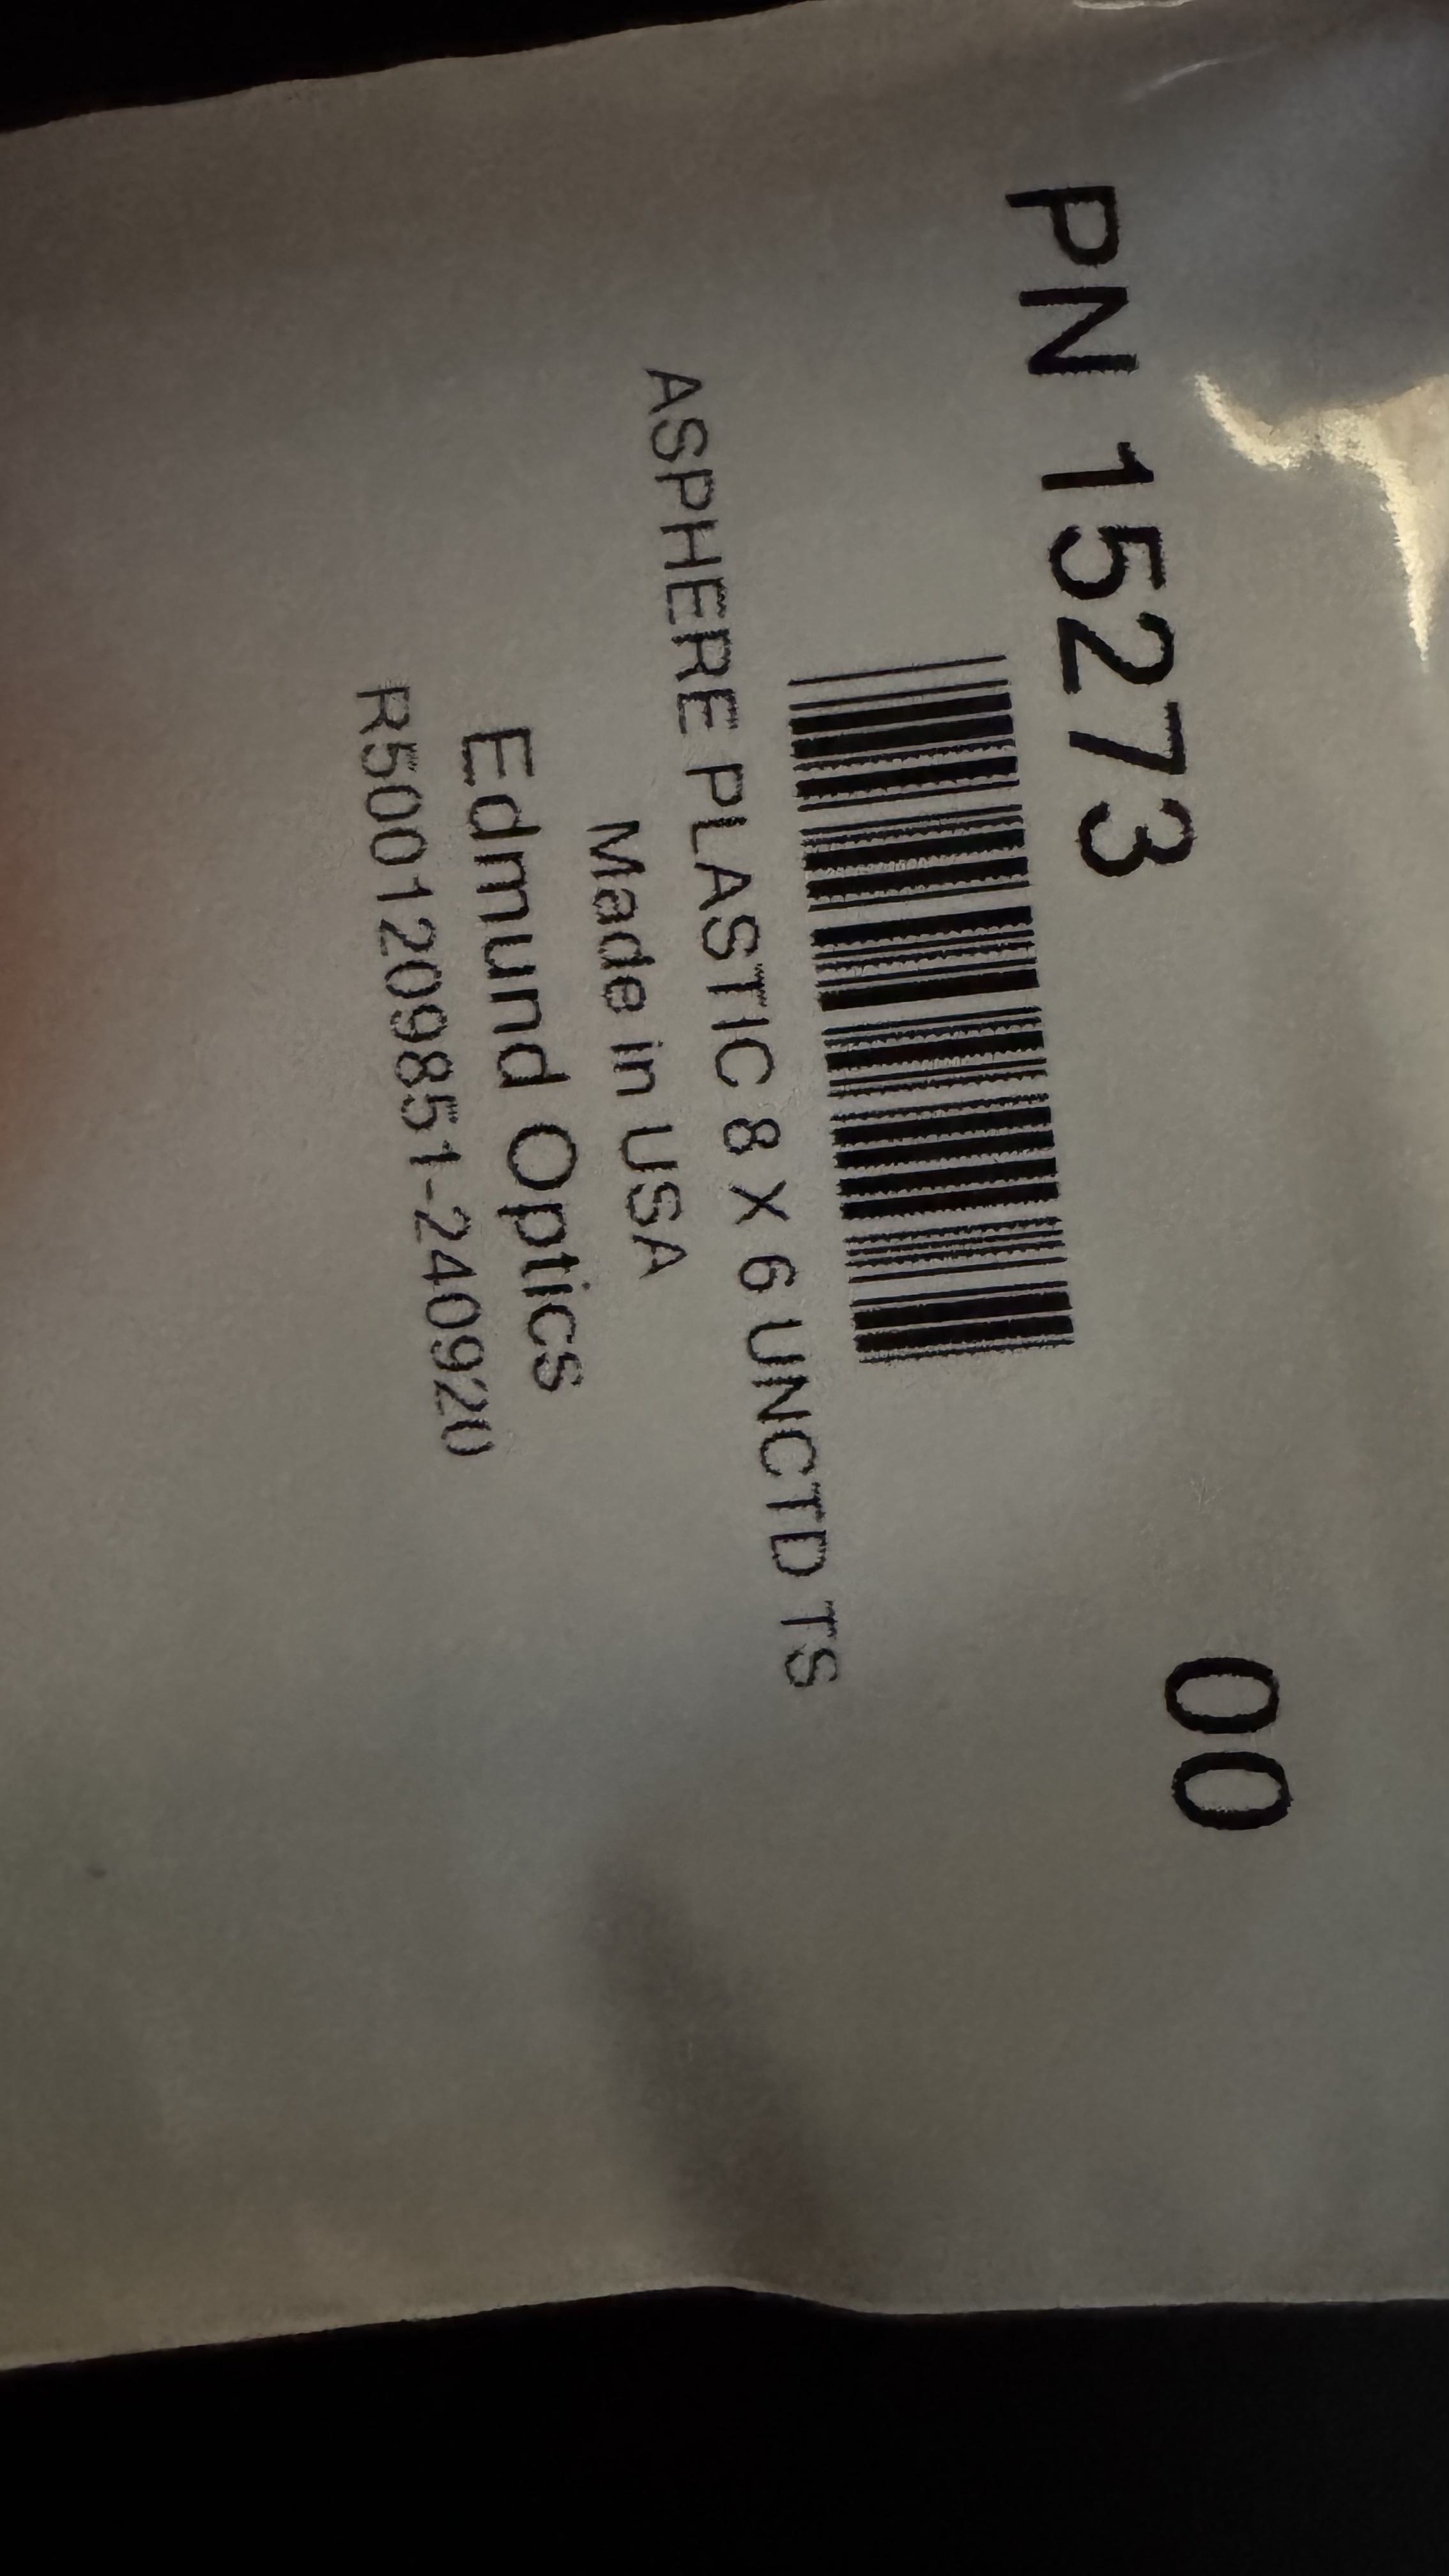 PN 15273 00
ASPHERE PLASTIC 8 X 6 UNCTD TS
Made in USA
Edmund Optics
R5001209851-240920